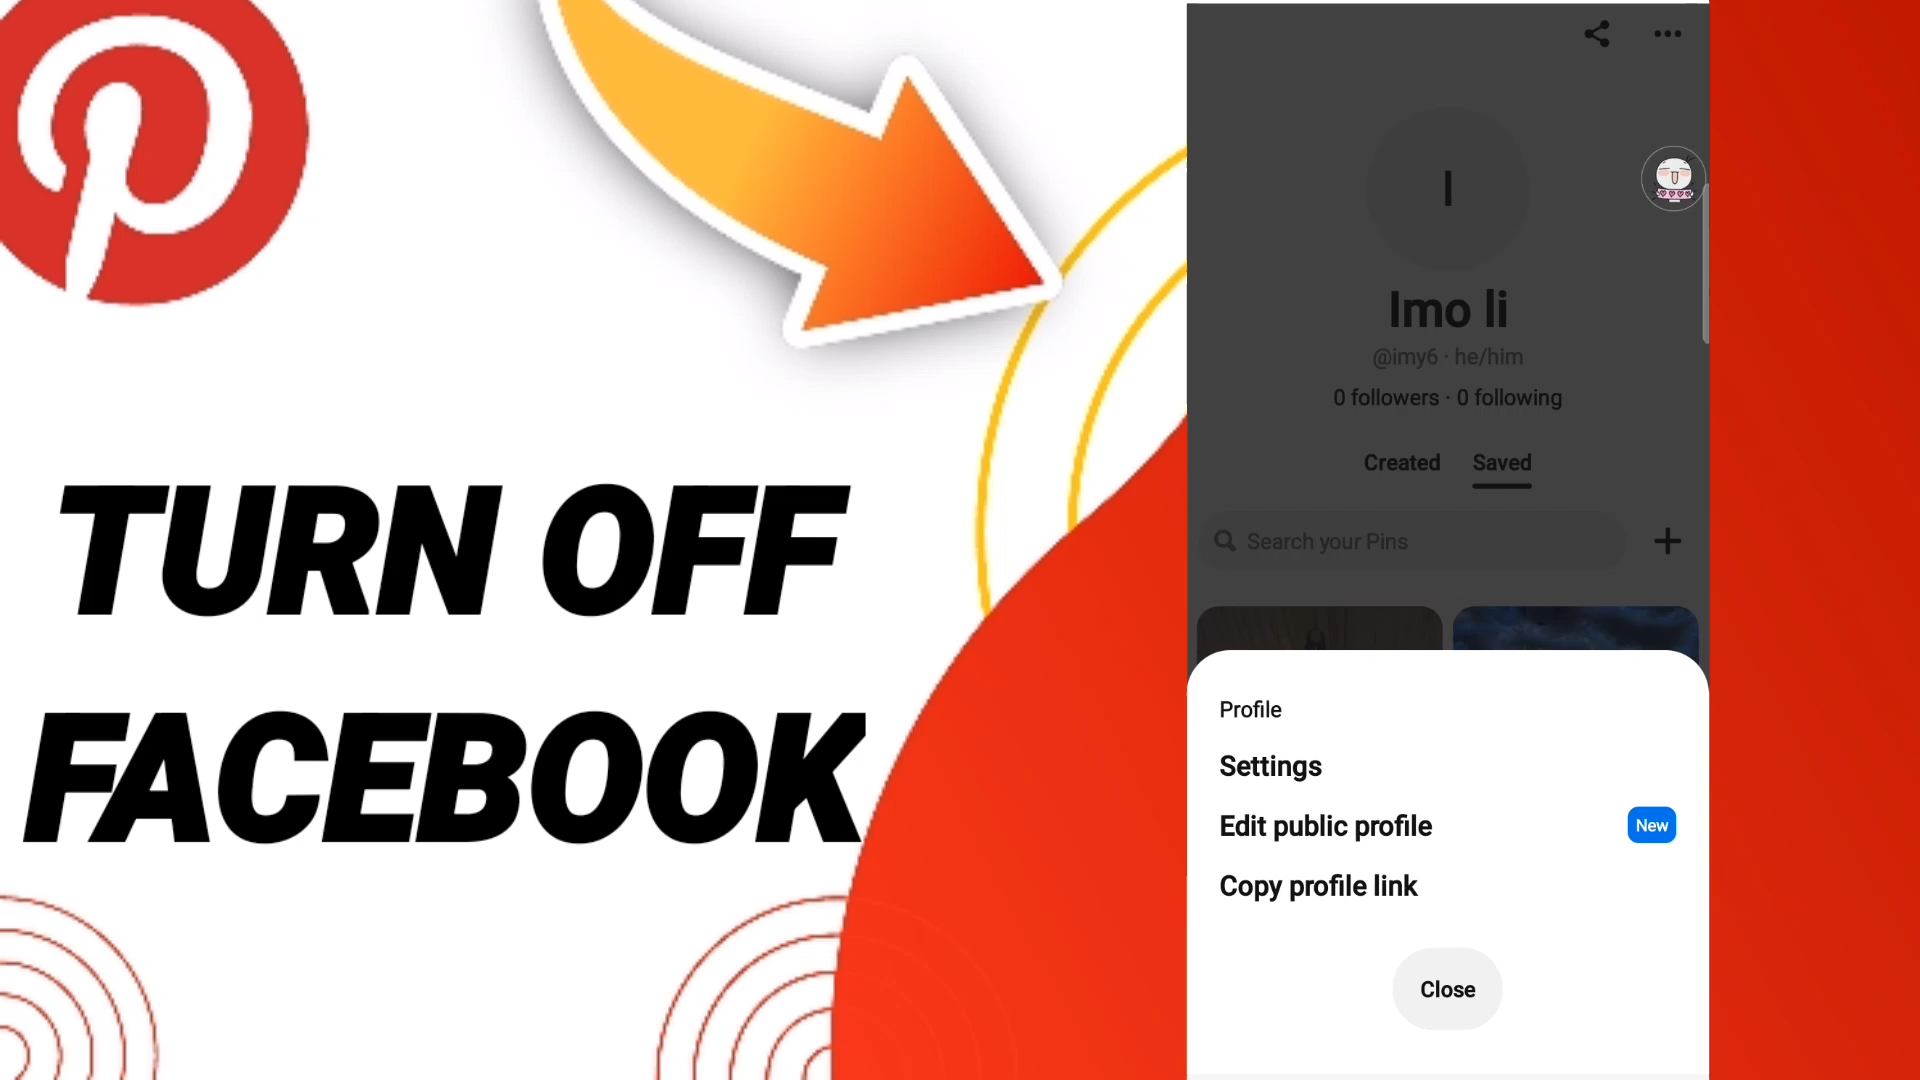 TURN OFF
FACEBOOK
I
Imo li
@imy6 · he/him
0 followers · 0 following
Created Saved
Search your Pins
Profile
Settings
Edit public profile New
Copy profile link
Close